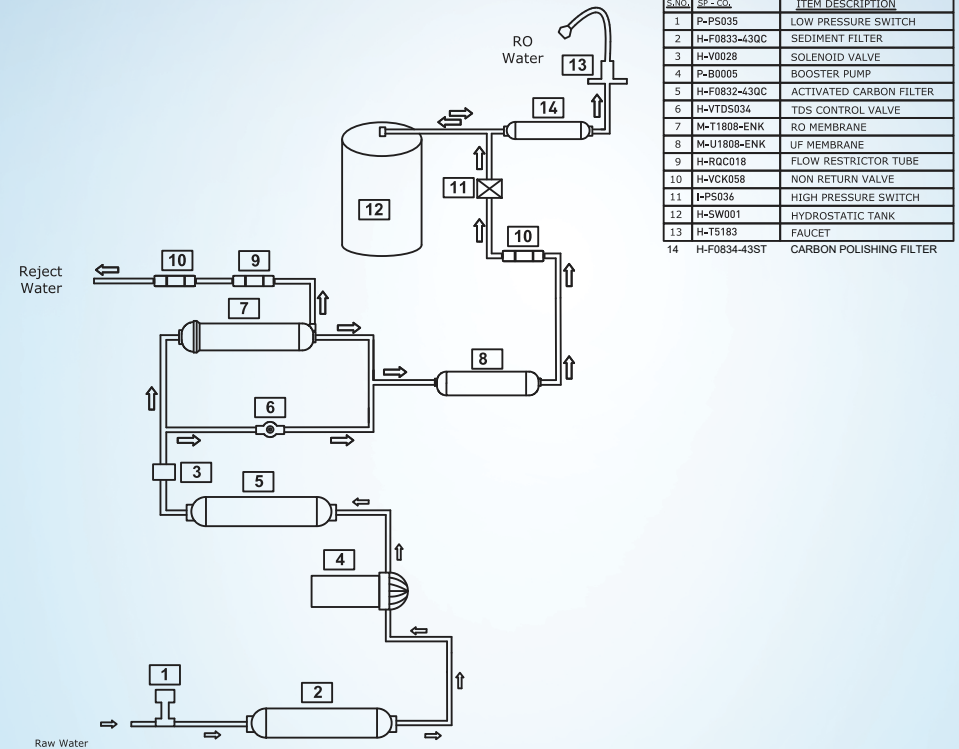 S.NO. SP - CO. ITEM DESCRIPTION
1 P-PS035 LOW PRESSURE SWITCH
2 H-F0833-43QC SEDIMENT FILTER
3 H-V0028 SOLENOID VALVE
4 P-B0005 BOOSTER PUMP
5 H-F0832-43QC ACTIVATED CARBON FILTER
6 H-VTDS034 TDS CONTROL VALVE
7 M-T1808-ENK RO MEMBRANE
8 M-U1808-ENK UF MEMBRANE
9 H-RQC018 FLOW RESTRICTOR TUBE
10 H-VCK058 NON RETURN VALVE
11 I-PS036 HIGH PRESSURE SWITCH
12 H-SW001 HYDROSTATIC TANK
13 H-T5183 FAUCET
14 H-F0834-43ST CARBON POLISHING FILTER
RO
Water
13
14
11
12
10
10
9
Reject
Water
7
8
6
3
5
4
1
2
Raw Water